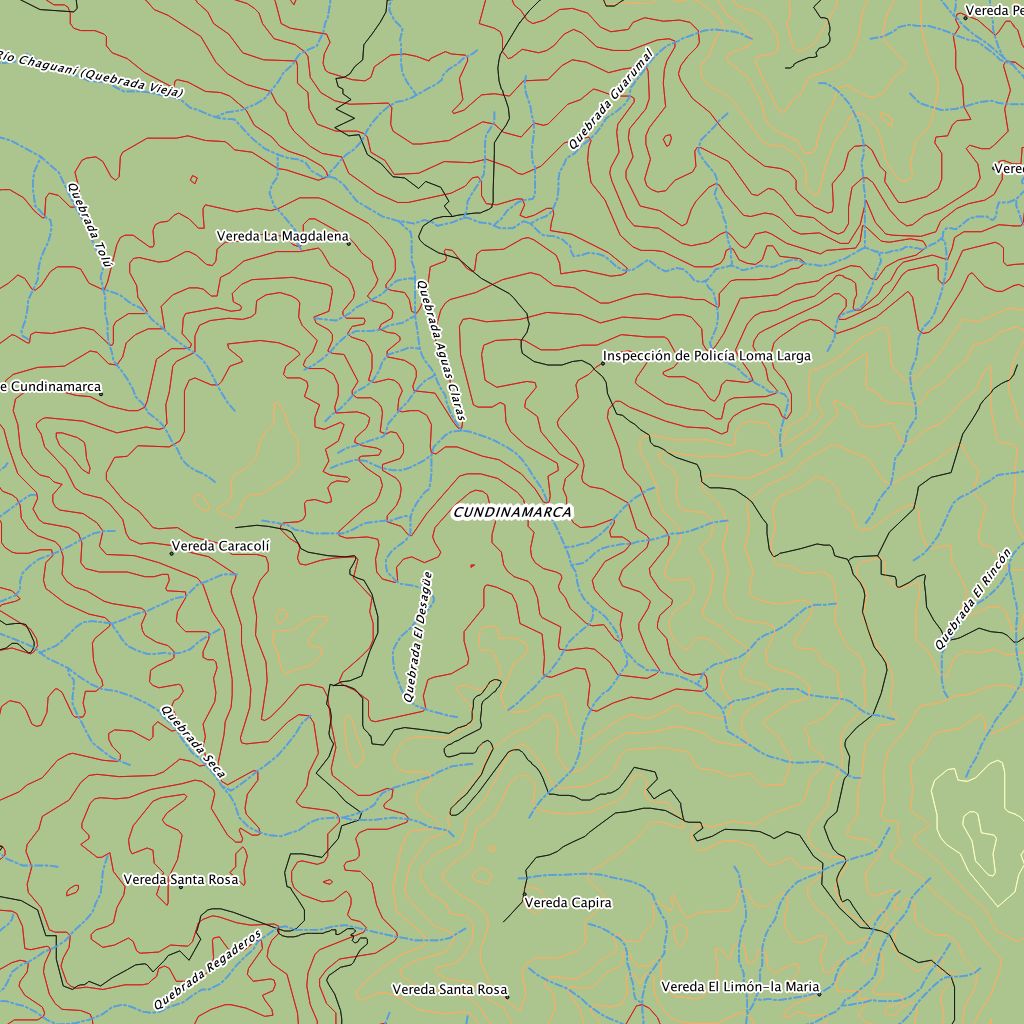 Vereda Pe
Río Chaguaní (Quebrada Vieja)
Quebrada Guarumal
Vere
Quebrada Tolú
Vereda La Magdalena
Quebrada Aguas Claras
Inspección de Policía Loma Larga
e Cundinamarca
CUNDINAMARCA
Vereda Caracolí
Quebrada El Rincón
Quebrada El Desagüe
Quebrada Seca
Vereda Santa Rosa
Vereda Capira
Quebrada Regaderos
Vereda Santa Rosa
Vereda El Limón-la Maria